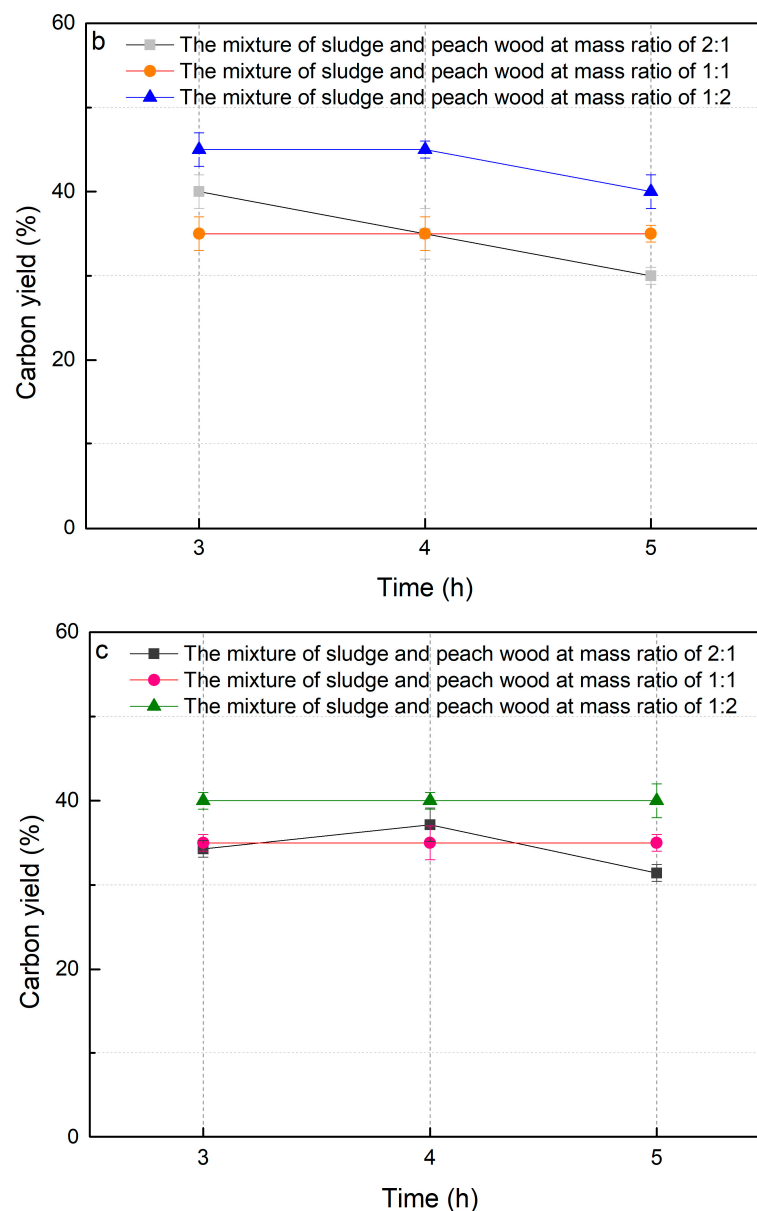 b
The mixture of sludge and peach wood at mass ratio of 2:1
The mixture of sludge and peach wood at mass ratio of 1:1
The mixture of sludge and peach wood at mass ratio of 1:2
60
40
20
0
Carbon yield (%)
3 4 5
Time (h)
c
The mixture of sludge and peach wood at mass ratio of 2:1
The mixture of sludge and peach wood at mass ratio of 1:1
The mixture of sludge and peach wood at mass ratio of 1:2
60
40
20
0
Carbon yield (%)
3 4 5
Time (h)